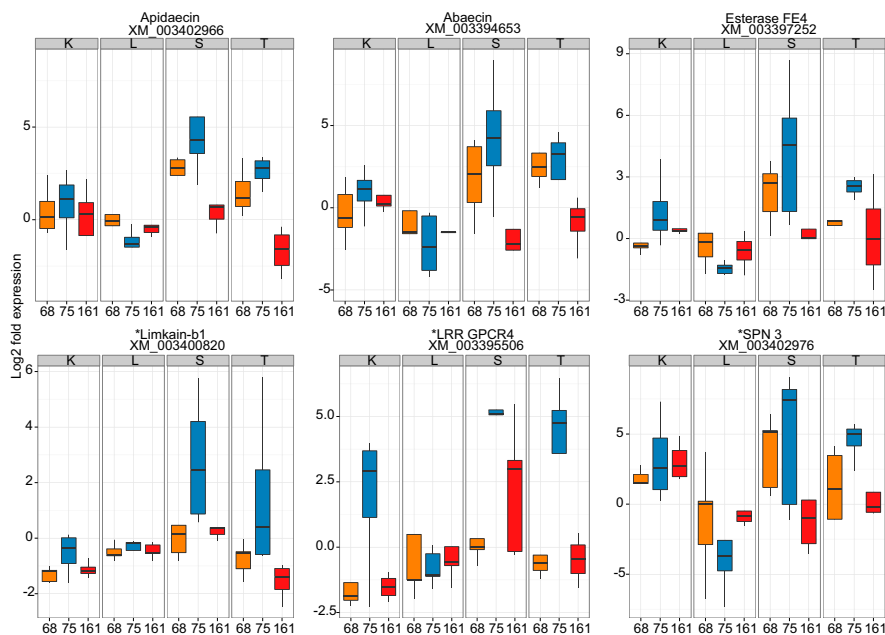 Apidaecin
XM_003402966
K L S T
5
0
68 75 161 68 75 161 68 75 161 68 75 161
Abaecin
XM_003394653
K L S T
5
0
-5
68 75 161 68 75 161 68 75 161 68 75 161
Esterase FE4
XM_003397252
K L S T
9
6
3
0
-3
68 75 161 68 75 161 68 75 161 68 75 161
Log2 fold expression
*Limkain-b1
XM_003400820
K L S T
6
4
2
0
-2
68 75 161 68 75 161 68 75 161 68 75 161
*LRR GPCR4
XM_003395506
K L S T
5.0
2.5
0.0
-2.5
68 75 161 68 75 161 68 75 161 68 75 161
*SPN 3
XM_003402976
K L S T
5
0
-5
68 75 161 68 75 161 68 75 161 68 75 161